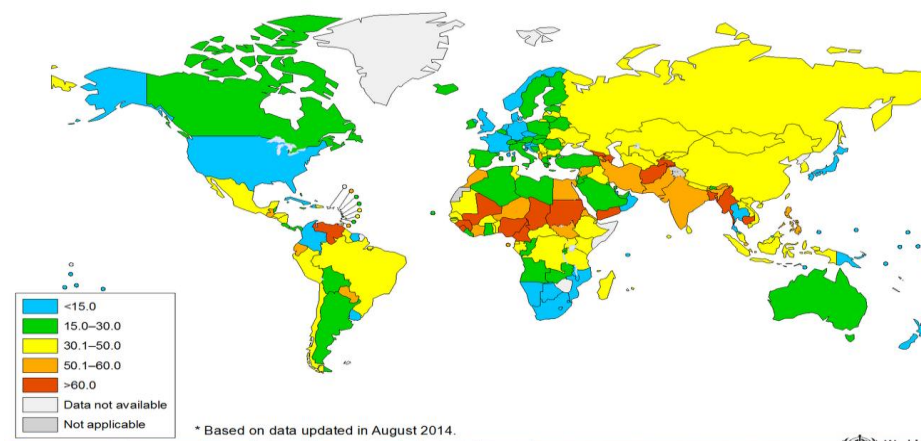 <15.0
15.0–30.0
30.1–50.0
50.1–60.0
>60.0
Data not available
Not applicable
* Based on data updated in August 2014.